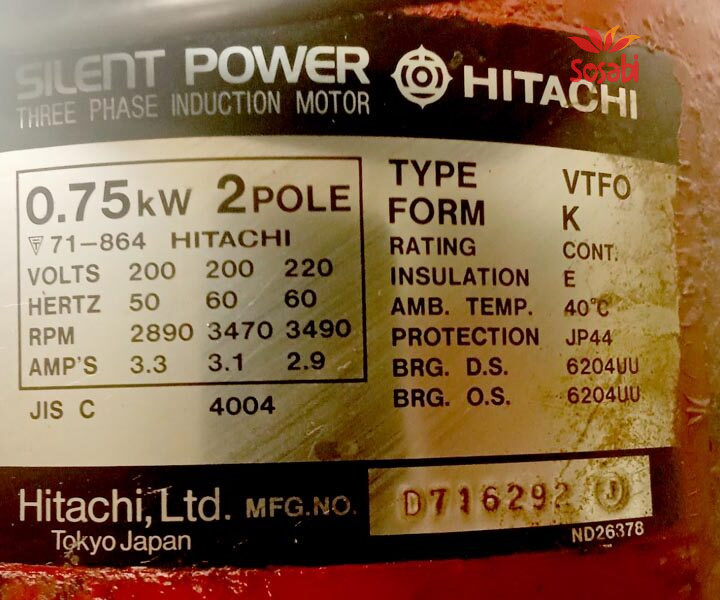 Sosabi
SILENT POWER
THREE PHASE INDUCTION MOTOR
HITACHI
0.75kW 2POLE
71-864 HITACHI
VOLTS 200 200 220
HERTZ 50 60 60
RPM 2890 3470 3490
AMP'S 3.3 3.1 2.9
JIS C 4004
TYPE VTFO
FORM K
RATING CONT.
INSULATION E
AMB. TEMP. 40°C
PROTECTION JP44
BRG. D.S. 6204UU
BRG. O.S. 6204UU
Hitachi, Ltd. MFG.NO. D716292 J
Tokyo Japan
ND26378